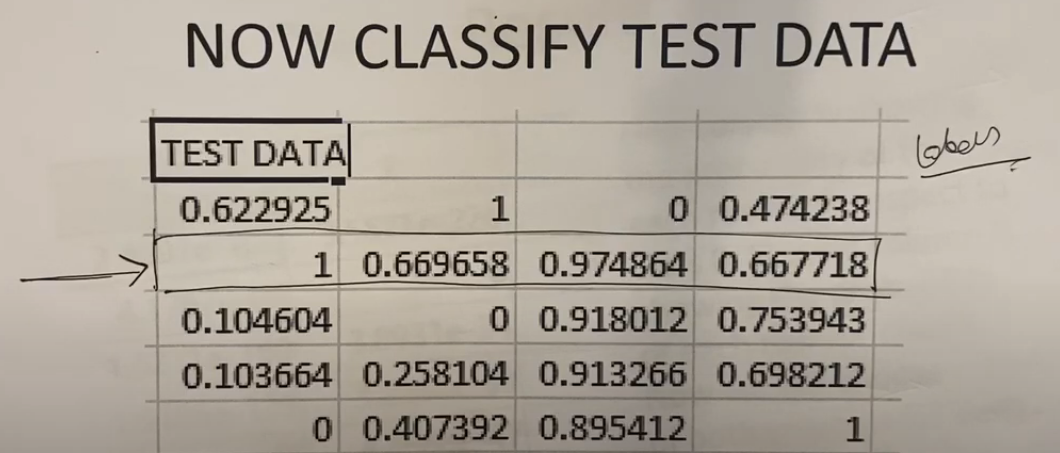 NOW CLASSIFY TEST DATA
TEST DATA
labels
0.622925 1 0 0.474238
1 0.669658 0.974864 0.667718
0.104604 0 0.918012 0.753943
0.103664 0.258104 0.913266 0.698212
0 0.407392 0.895412 1